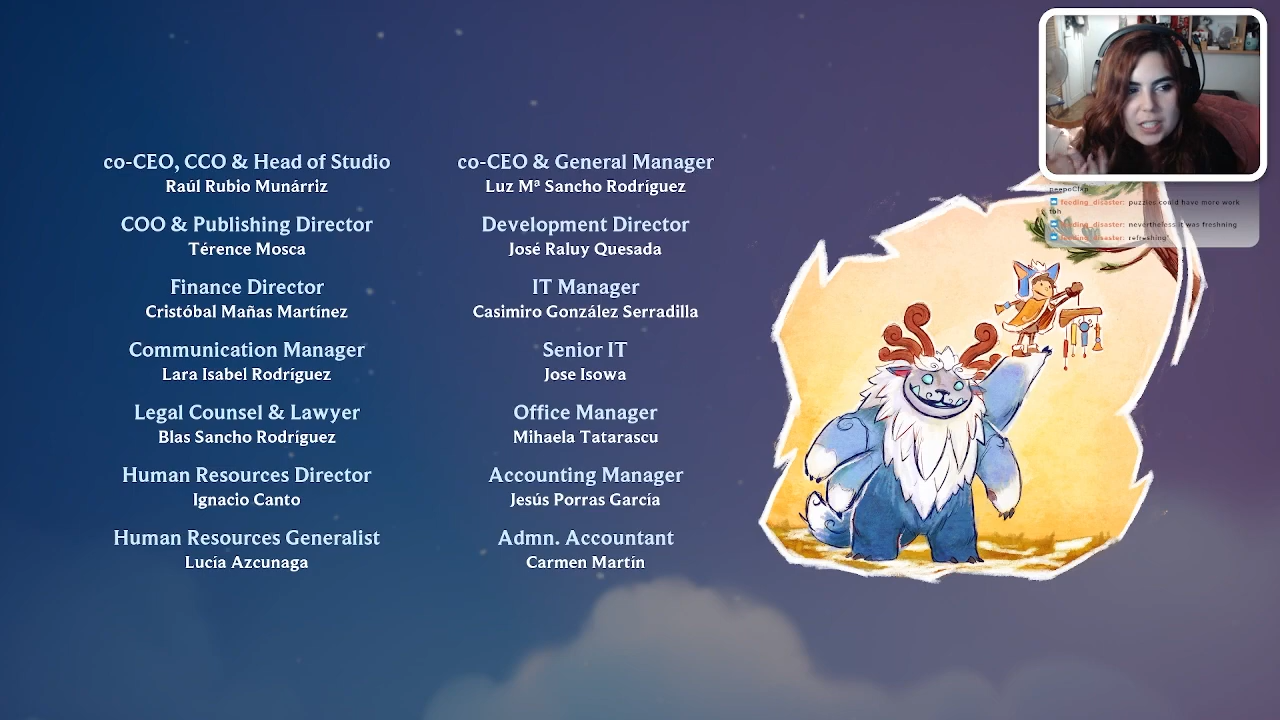 co-CEO, CCO & Head of Studio
Raúl Rubio Munárriz
COO & Publishing Director
Térence Mosca
Finance Director
Cristóbal Mañas Martínez
Communication Manager
Lara Isabel Rodríguez
Legal Counsel & Lawyer
Blas Sancho Rodríguez
Human Resources Director
Ignacio Canto
Human Resources Generalist
Lucía Azcunaga
co-CEO & General Manager
Luz Mª Sancho Rodríguez
Development Director
José Raluy Quesada
IT Manager
Casimiro González Serradilla
Senior IT
Jose Isowa
Office Manager
Mihaela Tatarascu
Accounting Manager
Jesús Porras García
Admn. Accountant
Carmen Martín
peepoClap
feeding_disaster: puzzles could have more work
tbh
feeding_disaster: nevertheless it was freshning
feeding_disaster: refreshing*